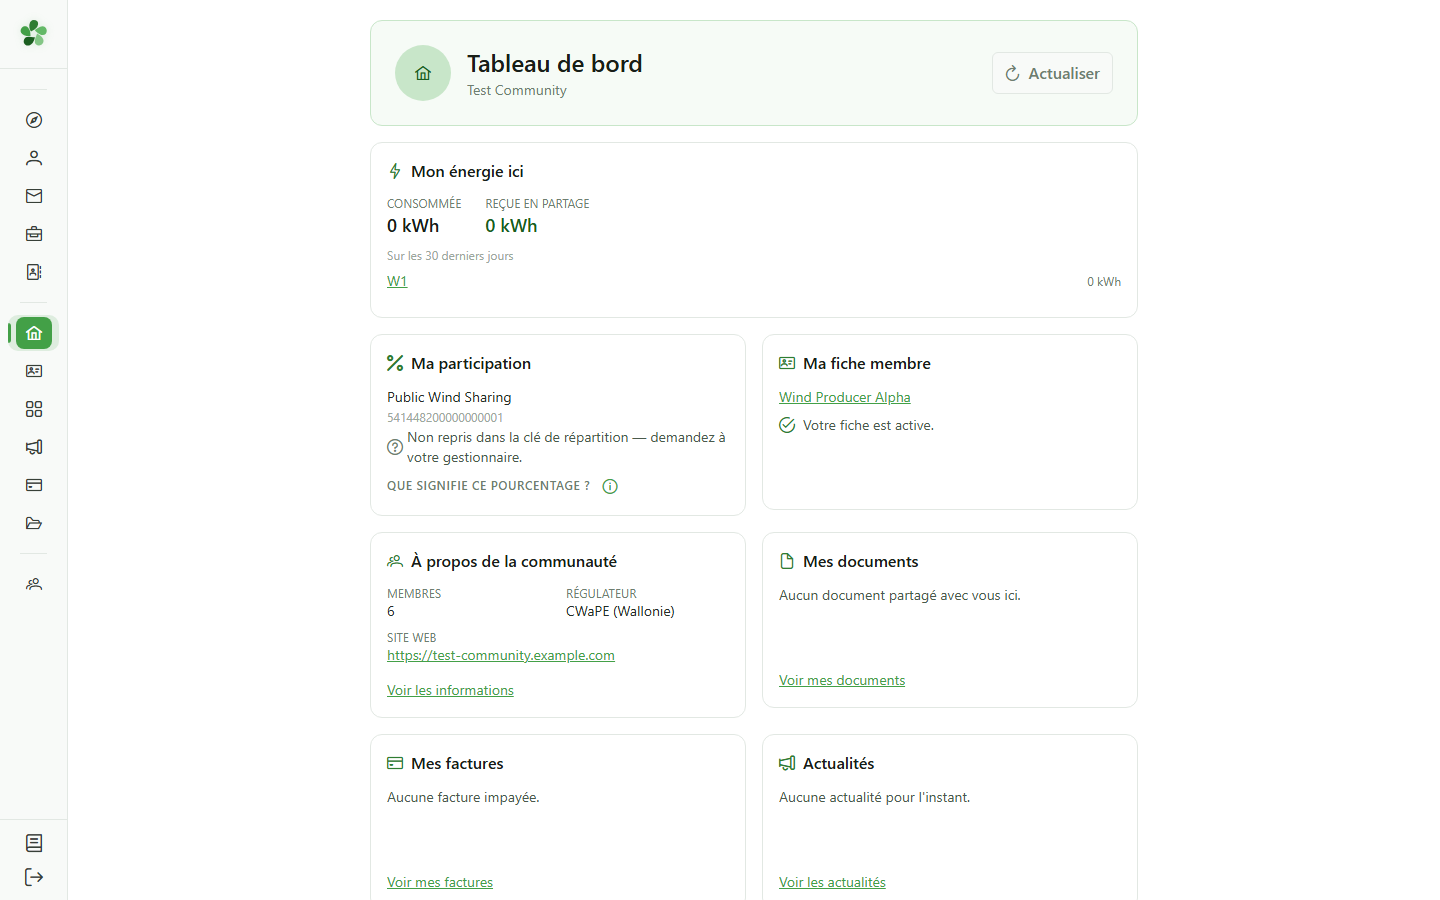 Tableau de bord
Test Community
Actualiser
Mon énergie ici
CONSOMMÉE
REÇUE EN PARTAGE
0 kWh
0 kWh
Sur les 30 derniers jours
W1
0 kWh
Ma participation
Public Wind Sharing
541448200000000001
Non repris dans la clé de répartition — demandez à
votre gestionnaire.
QUE SIGNIFIE CE POURCENTAGE ?
Ma fiche membre
Wind Producer Alpha
Votre fiche est active.
À propos de la communauté
MEMBRES
RÉGULATEUR
6
CWaPE (Wallonie)
SITE WEB
https://test-community.example.com
Voir les informations
Mes documents
Aucun document partagé avec vous ici.
Voir mes documents
Mes factures
Aucune facture impayée.
Voir mes factures
Actualités
Aucune actualité pour l'instant.
Voir les actualités